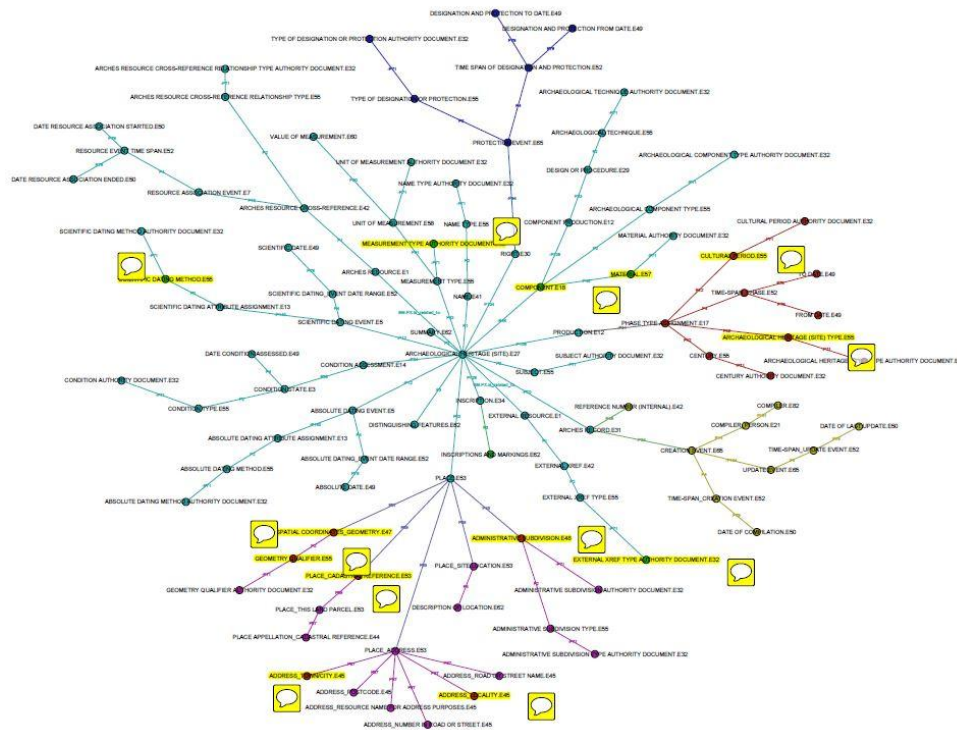 DESIGNATION AND PROTECTION TO DATE.E49
DESIGNATION AND PROTECTION FROM DATE.E49
TYPE OF DESIGNATION OR PROTECTION AUTHORITY DOCUMENT.E32
TIME SPAN OF DESIGNATION AND PROTECTION.E52
ARCHES RESOURCE CROSS-REFERENCE RELATIONSHIP TYPE AUTHORITY DOCUMENT.E32
ARCHES RESOURCE CROSS-REFERENCE RELATIONSHIP TYPE.E55
TYPE OF DESIGNATION OR PROTECTION.E55
ARCHAEOLOGICAL TECHNIQUE AUTHORITY DOCUMENT.E32
DATE RESOURCE ASSOCIATION STARTED.E50
VALUE OF MEASUREMENT.E60
PROTECTION EVENT.E65
ARCHAEOLOGICAL TECHNIQUE.E55
RESOURCE EVENT TIME SPAN.E52
UNIT OF MEASUREMENT AUTHORITY DOCUMENT.E32
ARCHAEOLOGICAL COMPONENT TYPE AUTHORITY DOCUMENT.E32
DATE RESOURCE ASSOCIATION ENDED.E50
NAME TYPE AUTHORITY DOCUMENT.E32
DESIGN OR PROCEDURE.E29
RESOURCE ASSOCIATION EVENT.E7
ARCHES RESOURCE CROSS-REFERENCE.E42
UNIT OF MEASUREMENT.E58
NAME TYPE.E55
COMPONENT PRODUCTION.E12
ARCHAEOLOGICAL COMPONENT TYPE.E55
CULTURAL PERIOD AUTHORITY DOCUMENT.E32
SCIENTIFIC DATING METHOD AUTHORITY DOCUMENT.E32
SCIENTIFIC DATE.E49
MEASUREMENT TYPE AUTHORITY DOCUMENT
RIGHT.E30
MATERIAL AUTHORITY DOCUMENT.E32
CULTURAL PERIOD.E55
SCIENTIFIC DATING METHOD.E55
ARCHES RESOURCE.E1
MEASUREMENT TYPE.E55
COMPONENT.E18
MATERIAL.E57
TO DATE.E49
SCIENTIFIC DATING_EVENT DATE RANGE.E52
NAME.E41
TIME-SPAN PHASE.E52
SCIENTIFIC DATING ATTRIBUTE ASSIGNMENT.E13
SCIENTIFIC DATING EVENT.E5
SUMMARY.E62
PRODUCTION.E12
PHASE TYPE ASSIGNMENT.E17
FROM DATE.E49
ARCHAEOLOGICAL HERITAGE (SITE) TYPE.E55
DATE CONDITION ASSESSED.E49
CONDITION ASSESSMENT.E14
ARCHAEOLOGICAL HERITAGE (SITE).E27
SUBJECT AUTHORITY DOCUMENT.E32
CENTURY.E55
ARCHAEOLOGICAL HERITAGE
TYPE AUTHORITY DOCUMENT.E
CONDITION AUTHORITY DOCUMENT.E32
CONDITION STATE.E3
SUBJECT.E55
CENTURY AUTHORITY DOCUMENT.E32
CONDITION TYPE.E55
ABSOLUTE DATING EVENT.E5
INSCRIPTION.E34
EXTERNAL RESOURCE.E1
REFERENCE NUMBER (INTERNAL).E42
COMPILER.E82
DISTINGUISHING FEATURES.E62
ARCHES RECORD.E31
COMPILER PERSON.E21
DATE OF LAST UPDATE.E50
ABSOLUTE DATING ATTRIBUTE ASSIGNMENT.E13
INSCRIPTIONS AND MARKINGS.E62
CREATION EVENT.E65
TIME-SPAN_UPDATE EVENT.E52
ABSOLUTE DATING_EVENT DATE RANGE.E52
ABSOLUTE DATING METHOD.E55
EXTERNAL XREF.E42
UPDATE EVENT.E65
ABSOLUTE DATE.E49
PLACE.E53
ABSOLUTE DATING METHOD AUTHORITY DOCUMENT.E32
EXTERNAL XREF TYPE.E55
TIME-SPAN_CREATION EVENT.E52
SPATIAL COORDINATES_GEOMETRY.E47
ADMINISTRATIVE SUBDIVISION.E48
DATE OF COMPILATION.E50
GEOMETRY QUALIFIER.E55
EXTERNAL XREF TYPE AUTHORITY DOCUMENT.E32
PLACE_SITE LOCATION.E53
PLACE_CADASTRAL REFERENCE.E53
GEOMETRY QUALIFIER AUTHORITY DOCUMENT.E32
ADMINISTRATIVE SUBDIVISION AUTHORITY DOCUMENT.E32
PLACE_THIS LAND PARCEL.E53
DESCRIPTION OF LOCATION.E62
ADMINISTRATIVE SUBDIVISION TYPE.E55
PLACE APPELLATION_CADASTRAL REFERENCE.E44
PLACE_ADDRESS.E53
ADMINISTRATIVE SUBDIVISION TYPE AUTHORITY DOCUMENT.E32
ADDRESS_TOWN/CITY.E45
ADDRESS_ROAD OR STREET NAME.E45
ADDRESS_POSTCODE.E45
ADDRESS_LOCALITY.E45
ADDRESS_RESOURCE NAME FOR ADDRESS PURPOSES.E45
ADDRESS_NUMBER IN ROAD OR STREET.E45